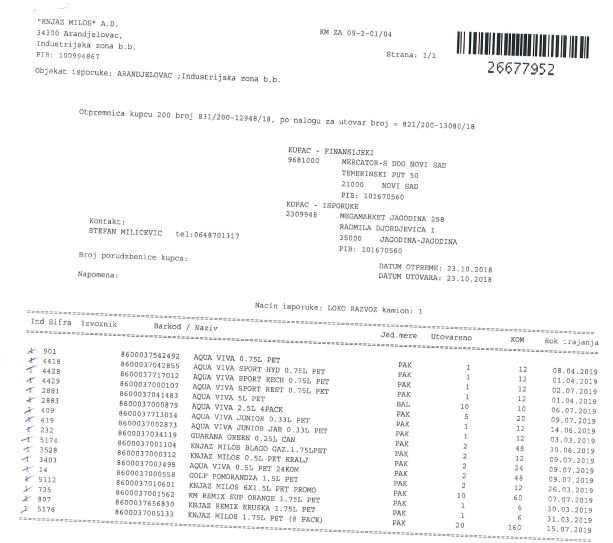 "KNJAZ MILOS" A.D.
34300 Arandjelovac,
Industrijska zona b.b.
PIB: 100994867
KM ZA 09-2-01/04
Strana: 1/1
26677952
Objekat isporuke: ARANDJELOVAC ;Industrijska zona b.b.
Otpremnica kupcu 200 broj 831/200-12948/18, po nalogu za utovar broj = 821/200-13080/18
KUPAC - FINANSIJSKI
9681000 MERCATOR-S DOO NOVI SAD
TEMERINSKI PUT 50
21000 NOVI SAD
PIB: 101670560
KUPAC - ISPORUKE
2309948 MEGAMARKET JAGODINA 258
RADMILA DJORDJEVICA 1
35000 JAGODINA-JAGODINA
PIB: 101670560
Kontakt:
STEFAN MILICEVIC tel:0648701317
Broj porudzbenice kupca:
DATUM OTPREME: 23.10.2018
DATUM UTOVARA: 23.10.2018
Napomena:
Nacin isporuke: LOKO RAZVOZ kamion: 1
Ind Sifra Izvoznik Barkod / Naziv Jed.mere Utovareno KOM Rok trajanja
901 8600037542492 AQUA VIVA 0.75L PET PAK 1 12 08.04.2019
4418 8600037042855 AQUA VIVA SPORT HYD 0.75L PET PAK 1 12 01.04.2019
4428 8600037717012 AQUA VIVA SPORT RECH 0.75L PET PAK 1 12 02.07.2019
4429 8600037000107 AQUA VIVA SPORT REST 0.75L PET PAK 1 12 01.04.2019
2881 8600037041483 AQUA VIVA 5L PET BAL 10 10 06.07.2019
2883 8600037000879 AQUA VIVA 2.5L 4PACK PAK 5 20 09.07.2019
409 8600037713014 AQUA VIVA JUNIOR 0.33L PET PAK 1 12 14.06.2019
419 8600037002873 AQUA VIVA JUNIOR JAB 0.33L PET PAK 1 12 03.03.2019
232 8600037034119 GUARANA GREEN 0.25L CAN PAK 2 48 30.06.2019
5174 8600037001104 KNJAZ MILOS BLAGO GAZ.1.75LPET PAK 2 12 09.07.2019
3528 8600037000312 KNJAZ MILOS 0.5L PET KRALJ PAK 2 24 09.07.2019
3403 8600037003498 AQUA VIVA 0.5L PET 24KOM PAK 2 48 09.07.2019
14 8600037000558 GOLF POMORANDZA 1.5L PET PAK 2 12 26.03.2019
5112 8600037010601 KNJAZ MILOS 6X1.5L PET PROMO PAK 10 60 07.07.2019
735 8600037001562 KM REMIX SUP ORANGE 1.75L PET PAK 1 6 30.03.2019
807 8600037656830 KNJAZ REMIX KRUSKA 1.75L PET PAK 1 6 31.03.2019
5176 8600037005133 KNJAZ MILOS 1.75L PET (8 PACK) PAK 20 160 15.07.2019